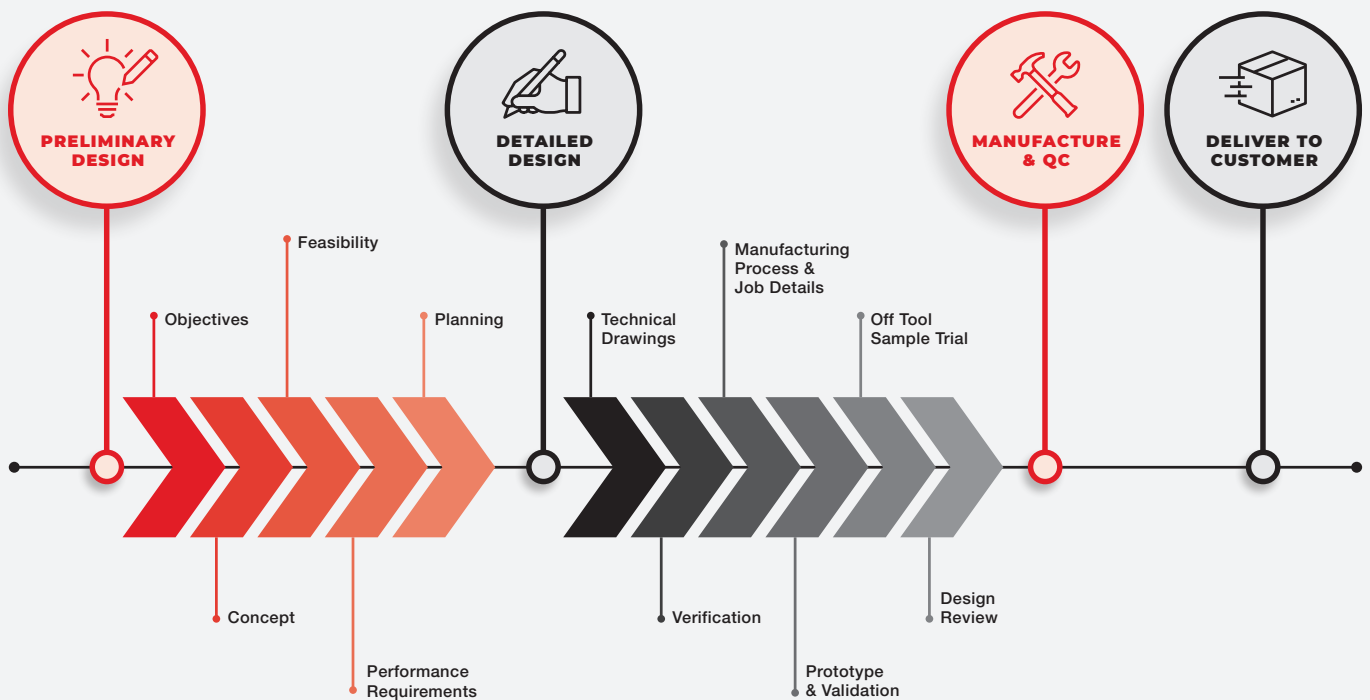 PRELIMINARY
DESIGN
DETAILED
DESIGN
MANUFACTURE
& QC
DELIVER TO
CUSTOMER
Feasibility
Manufacturing
Process &
Job Details
Objectives
Planning
Technical
Drawings
Off Tool
Sample Trial
Concept
Verification
Design
Review
Performance
Requirements
Prototype
& Validation